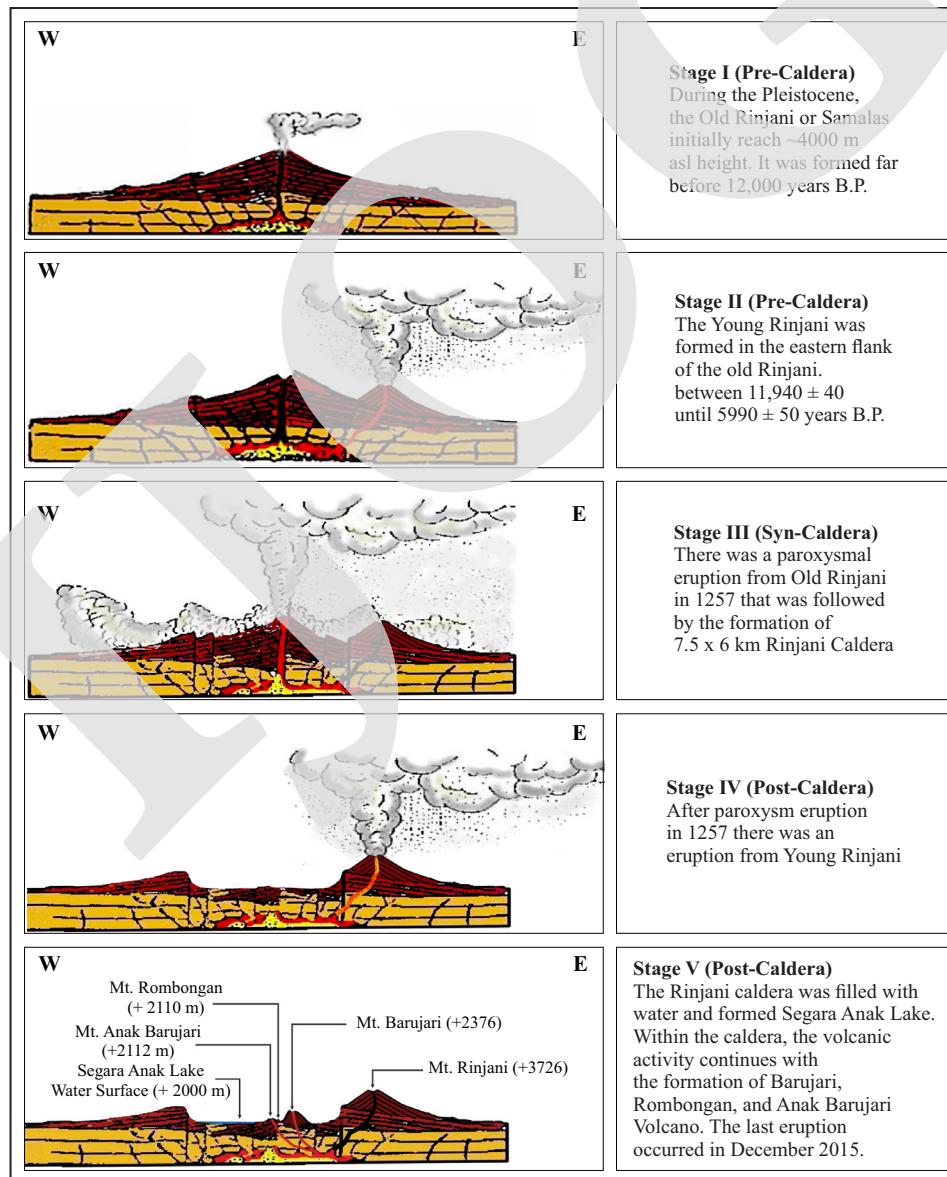 W
E
Stage I (Pre-Caldera)
During the Pleistocene,
the Old Rinjani or Samalas
initially reach ~4000 m
asl height. It was formed far
before 12,000 years B.P.
W
E
Stage II (Pre-Caldera)
The Young Rinjani was
formed in the eastern flank
of the old Rinjani.
between 11,940 ± 40
until 5990 ± 50 years B.P.
W
E
Stage III (Syn-Caldera)
There was a paroxysmal
eruption from Old Rinjani
in 1257 that was followed
by the formation of
7.5 x 6 km Rinjani Caldera
W
E
Stage IV (Post-Caldera)
After paroxysm eruption
in 1257 there was an
eruption from Young Rinjani
W
E
Mt. Rombongan
(+ 2110 m)
Mt. Anak Barujari
(+2112 m)
Segara Anak Lake
Water Surface (+ 2000 m)
Mt. Barujari (+2376)
Mt. Rinjani (+3726)
Stage V (Post-Caldera)
The Rinjani caldera was filled with
water and formed Segara Anak Lake.
Within the caldera, the volcanic
activity continues with
the formation of Barujari,
Rombongan, and Anak Barujari
Volcano. The last eruption
occurred in December 2015.